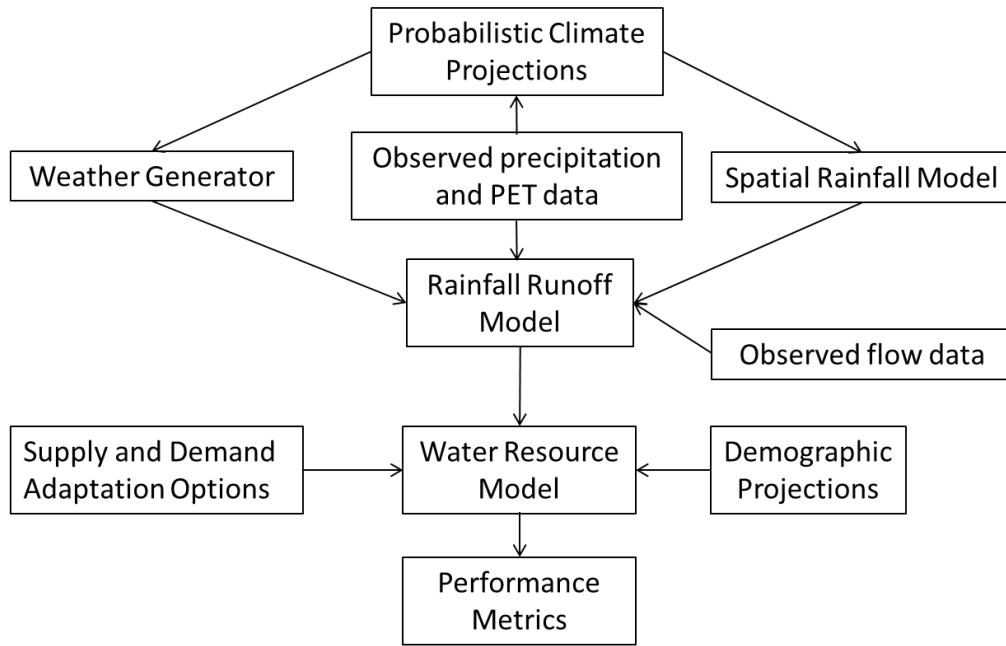 Probabilistic Climate
Projections
Weather Generator
Observed precipitation
and PET data
Spatial Rainfall Model
Rainfall Runoff
Model
Observed flow data
Supply and Demand
Adaptation Options
Water Resource
Model
Demographic
Projections
Performance
Metrics